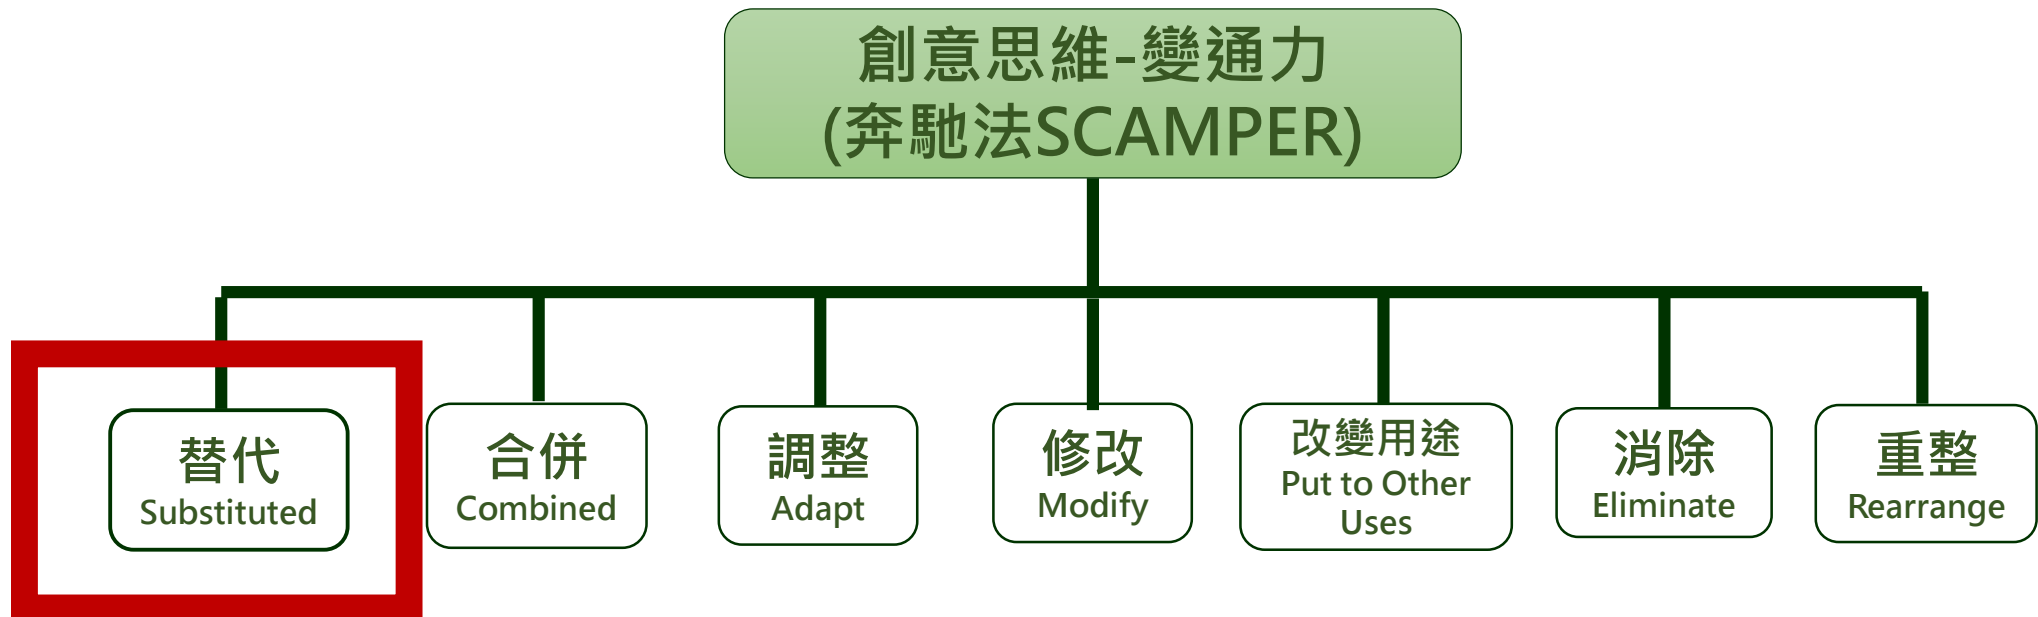 創意思維-變通力
(奔馳法SCAMPER)
替代
Substituted
合併
Combined
調整
Adapt
修改
Modify
改變用途
Put to Other
Uses
消除
Eliminate
重整
Rearrange